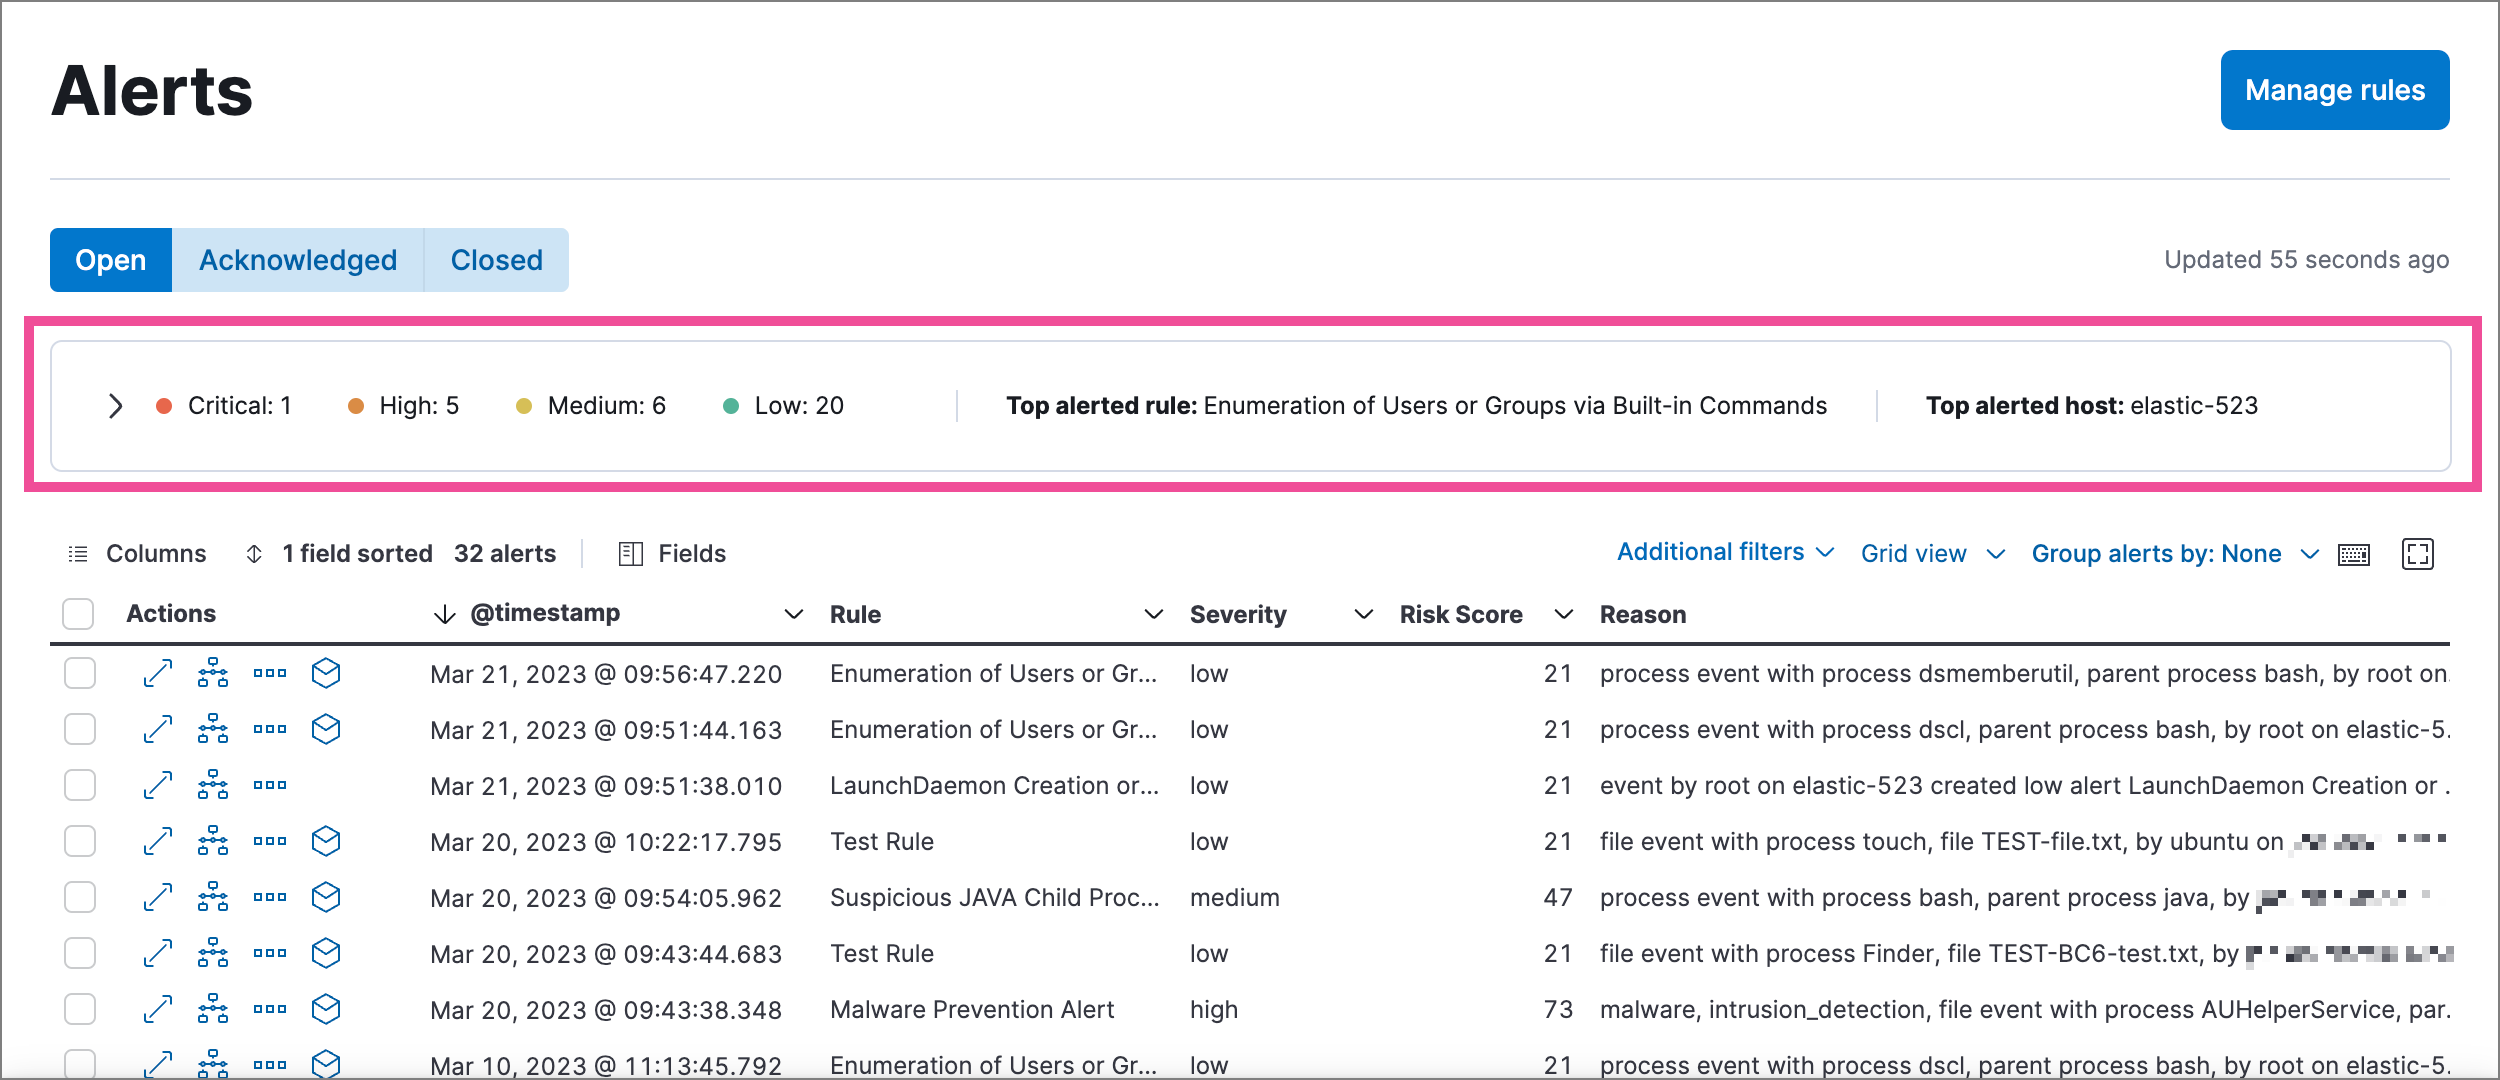 Alerts
Manage rules
Open Acknowledged Closed
Updated 55 seconds ago
Critical: 1 High: 5 Medium: 6 Low: 20 Top alerted rule: Enumeration of Users or Groups via Built-in Commands Top alerted host: elastic-523
Columns 1 field sorted 32 alerts Fields Additional filters Grid view Group alerts by: None
Actions @timestamp Rule Severity Risk Score Reason
Mar 21, 2023 @ 09:56:47.220 Enumeration of Users or Gr... low 21 process event with process dsmemberutil, parent process bash, by root on.
Mar 21, 2023 @ 09:51:44.163 Enumeration of Users or Gr... low 21 process event with process dscl, parent process bash, by root on elastic-5.
Mar 21, 2023 @ 09:51:38.010 LaunchDaemon Creation or... low 21 event by root on elastic-523 created low alert LaunchDaemon Creation or .
Mar 20, 2023 @ 10:22:17.795 Test Rule low 21 file event with process touch, file TEST-file.txt, by ubuntu on
Mar 20, 2023 @ 09:54:05.962 Suspicious JAVA Child Proc... medium 47 process event with process bash, parent process java, by
Mar 20, 2023 @ 09:43:44.683 Test Rule low 21 file event with process Finder, file TEST-BC6-test.txt, by
Mar 20, 2023 @ 09:43:38.348 Malware Prevention Alert high 73 malware, intrusion_detection, file event with process AUHelperService, par.
Mar 10, 2023 @ 11:13:45.792 Enumeration of Users or Gr... low 21 process event with process dscl, parent process bash, by root on elastic-5.